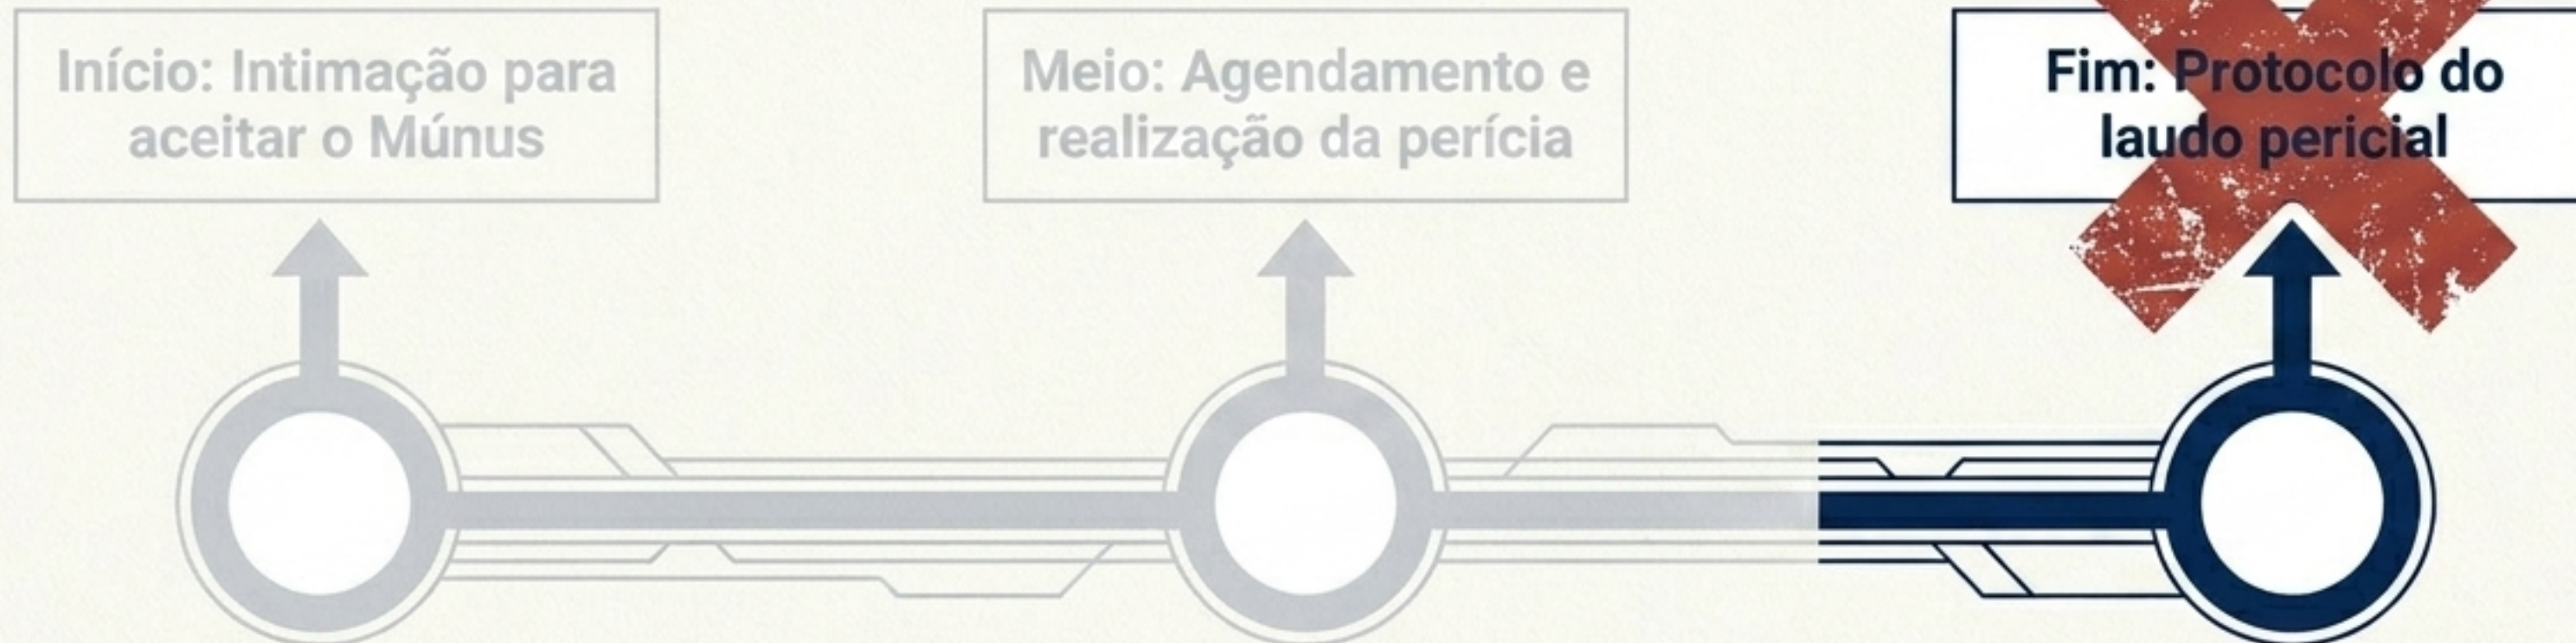 Início: Intimação para
aceitar o Múnus
Meio: Agendamento e
realização da perícia
Fim: Protocolo do
laudo pericial